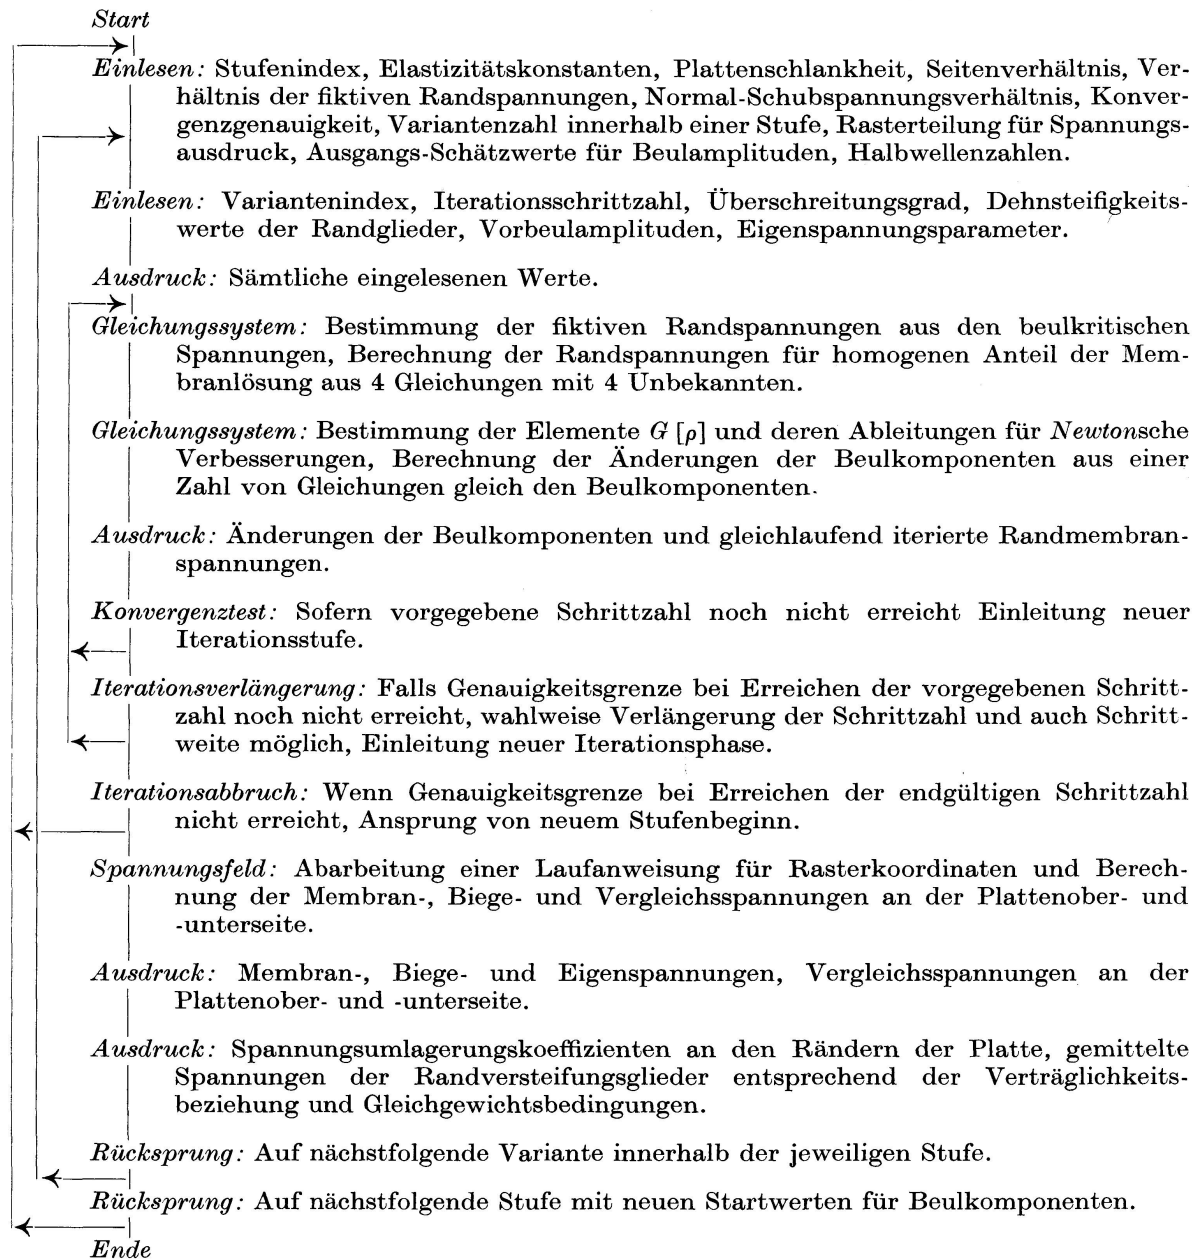 Start
Einlesen: Stufenindex, Elastizitätskonstanten, Plattenschlankheit, Seitenverhältnis, Ver-
hältnis der fiktiven Randspannungen, Normal-Schubspannungsverhältnis, Konver-
genzgenauigkeit, Variantenzahl innerhalb einer Stufe, Rasterteilung für Spannungs-
ausdruck, Ausgangs-Schätzwerte für Beulamplituden, Halbwellenzahlen.
Einlesen: Variantenindex, Iterationsschrittzahl, Überschreitungsgrad, Dehnsteifigkeits-
werte der Randglieder, Vorbeulamplituden, Eigenspannungsparameter.
Ausdruck: Sämtliche eingelesenen Werte.
Gleichungssystem: Bestimmung der fiktiven Randspannungen aus den beulkritischen
Spannungen, Berechnung der Randspannungen für homogenen Anteil der Mem-
branlösung aus 4 Gleichungen mit 4 Unbekannten.
Gleichungssystem: Bestimmung der Elemente G [ρ] und deren Ableitungen für Newtonsche
Verbesserungen, Berechnung der Änderungen der Beulkomponenten aus einer
Zahl von Gleichungen gleich den Beulkomponenten.
Ausdruck: Änderungen der Beulkomponenten und gleichlaufend iterierte Randmembran-
spannungen.
Konvergenztest: Sofern vorgegebene Schrittzahl noch nicht erreicht Einleitung neuer
Iterationsstufe.
Iterationsverlängerung: Falls Genauigkeitsgrenze bei Erreichen der vorgegebenen Schritt-
zahl noch nicht erreicht, wahlweise Verlängerung der Schrittzahl und auch Schritt-
weite möglich, Einleitung neuer Iterationsphase.
Iterationsabbruch: Wenn Genauigkeitsgrenze bei Erreichen der endgültigen Schrittzahl
nicht erreicht, Ansprung von neuem Stufenbeginn.
Spannungsfeld: Abarbeitung einer Laufanweisung für Rasterkoordinaten und Berech-
nung der Membran-, Biege- und Vergleichsspannungen an der Plattenober- und
-unterseite.
Ausdruck: Membran-, Biege- und Eigenspannungen, Vergleichsspannungen an der
Plattenober- und -unterseite.
Ausdruck: Spannungsumlagerungskoeffizienten an den Rändern der Platte, gemittelte
Spannungen der Randversteifungsglieder entsprechend der Verträglichkeits-
beziehung und Gleichgewichtsbedingungen.
Rücksprung: Auf nächstfolgende Variante innerhalb der jeweiligen Stufe.
Rücksprung: Auf nächstfolgende Stufe mit neuen Startwerten für Beulkomponenten.
Ende